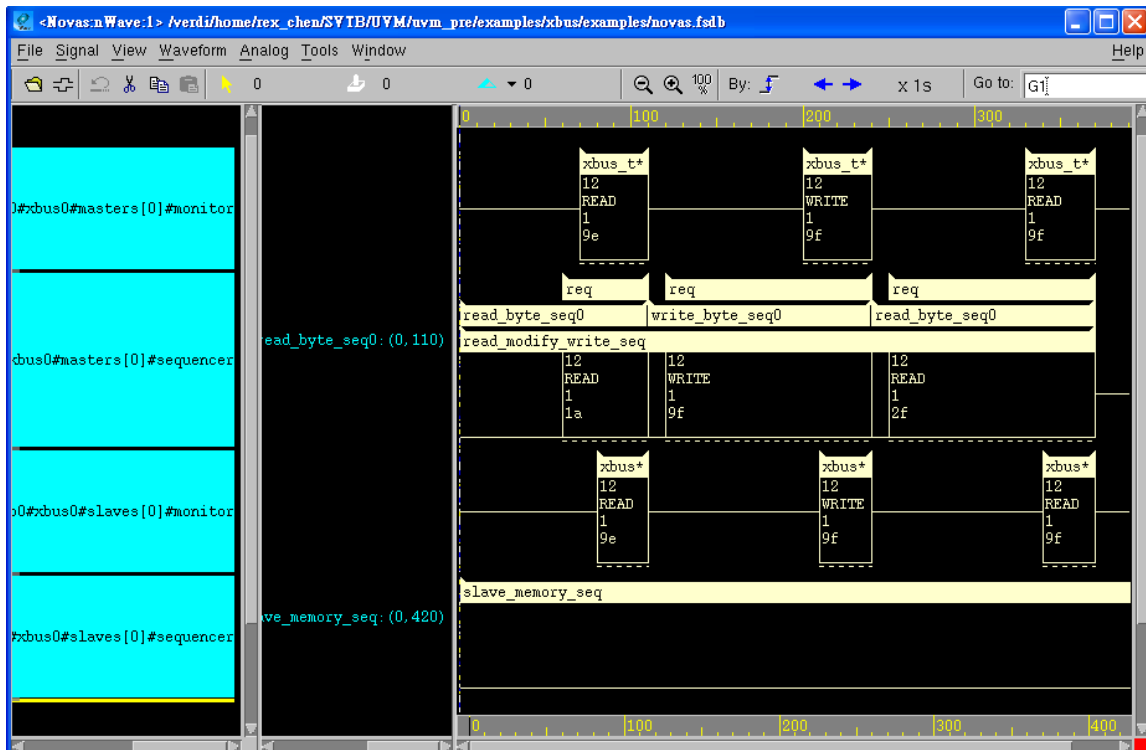 <Novas:nWave:1> /verdi/home/rex_chen/SVTB/UVM/uvm_pre/examples/xbus/examples/novas.fsdb
File Signal View Waveform Analog Tools Window Help
0 0 0 100 % By: x 1s Go to: G1
0 100 200 300
xbus_t* xbus_t* xbus_t*
12 12 12
READ WRITE READ
1 1 1
9e 9f 9f
0#xbus0#masters[0]#monitor
req req req
read_byte_seq0 write_byte_seq0 read_byte_seq0
ead_byte_seq0:(0,110) read_modify_write_seq
xbus0#masters[0]#sequencer
12 12 12
READ WRITE READ
1 1 1
1a 9f 2f
xbus* xbus* xbus*
12 12 12
READ WRITE READ
1 1 1
9e 9f 9f
0#xbus0#slaves[0]#monitor
slave_memory_seq
ve_memory_seq:(0,420)
#xbus0#slaves[0]#sequencer
0 100 200 300 400